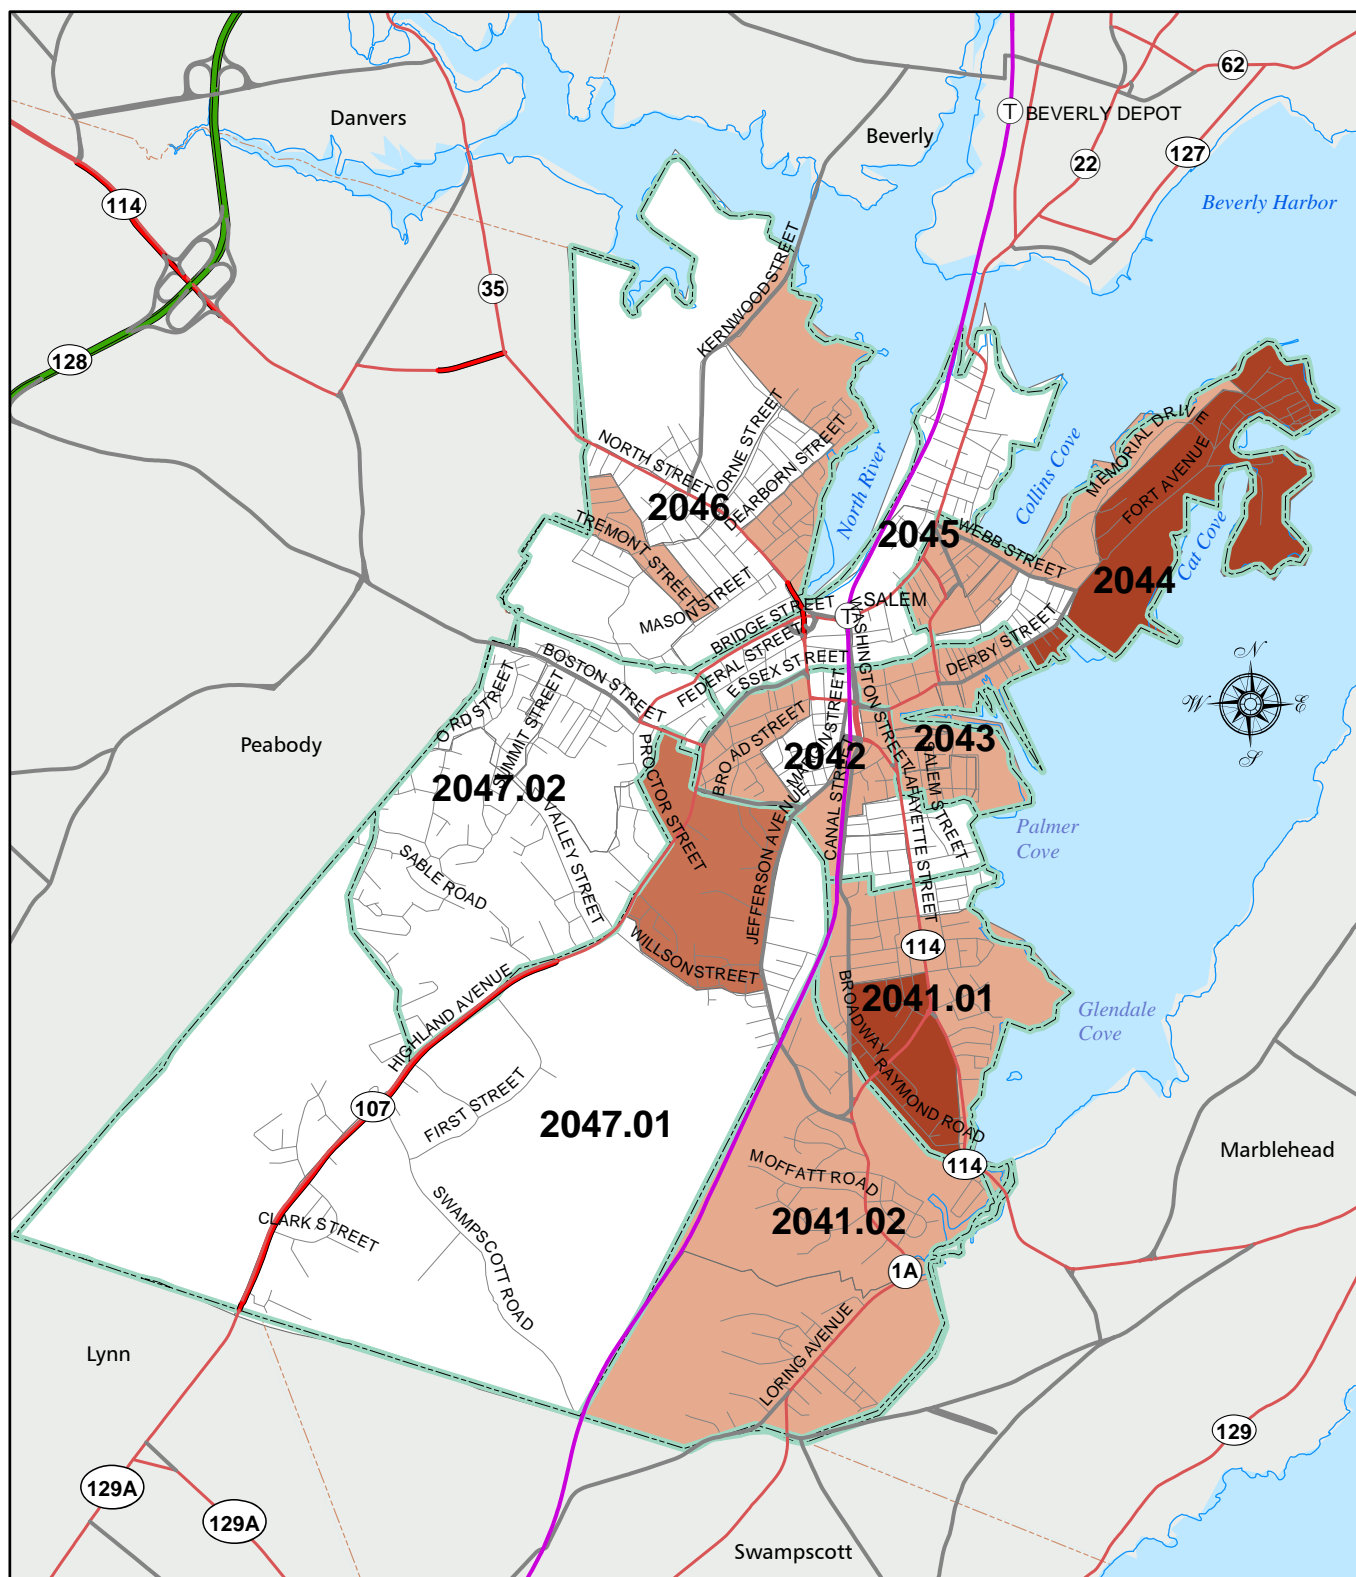 62
Danvers
BEVERLY DEPOT
T
Beverly
127
22
114
Beverly Harbor
35
KERNWOOD STREET
128
MEMORIAL DRIVE
NORTH STREET
ORNE STREET
DEARBORN STREET
FORT AVENUE
North River
Collins Cove
2046
TREMONT STREET
2045
WEBB STREET
Cat Cove
2044
MASON STREET
SALEM
T
BRIDGE STREET
WASHINGTON STREET
FEDERAL STREET
ESSEX STREET
DERBY STREET
BOSTON STREET
N
W
E
S
ORD STREET
SUMMIT STREET
Peabody
BROAD STREET
2042
2043
MARGIN STREET
SALEM STREET
PROCTOR STREET
2047.02
VALLEY STREET
JEFFERSON AVENUE
CANAL STREET
LAFAYETTE STREET
Palmer
Cove
SABLE ROAD
WILLSON STREET
114
HIGHLAND AVENUE
BROADWAY
2041.01
Glendale
Cove
RAYMOND ROAD
107
FIRST STREET
2047.01
Marblehead
114
MOFFATT ROAD
CLARK STREET
SWAMPSCOTT ROAD
2041.02
1A
LORING AVENUE
Lynn
129
129A
129A
Swampscott